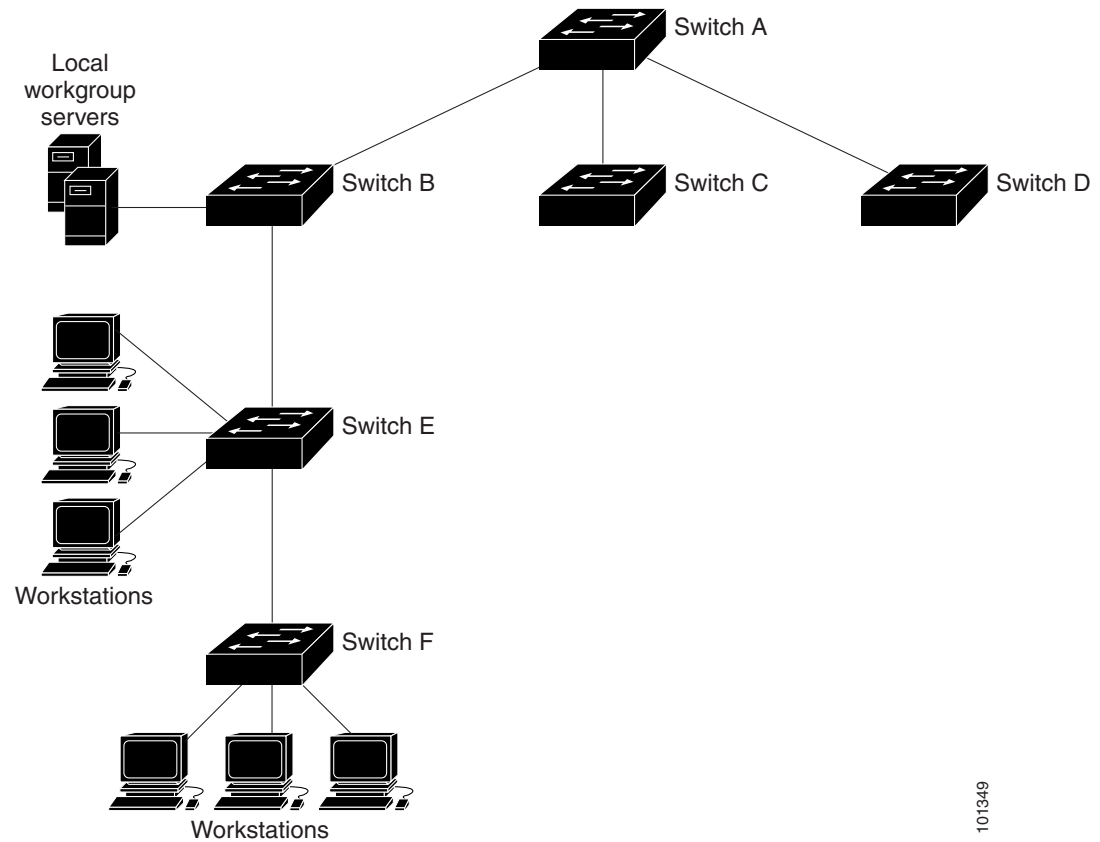 Switch A
Local
workgroup
servers
Switch B
Switch C
Switch D
Switch E
Workstations
Switch F
Workstations
101349